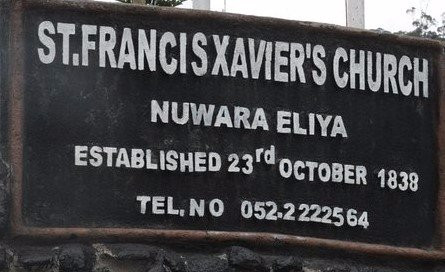 ST.FRANCIS XAVIER'S CHURCH
NUWARA ELIYA
ESTABLISHED 23rd OCTOBER 1838
TEL.NO 052.2222564